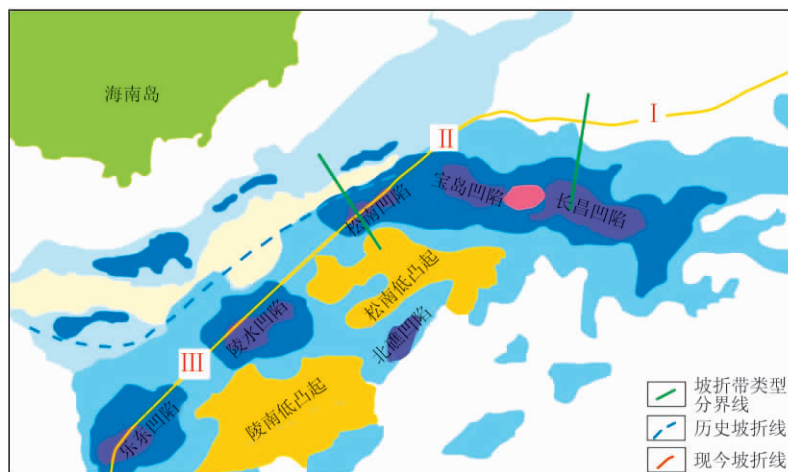 海南岛
I
II
宝岛凹陷
长昌凹陷
松南凹陷
松南低凸起
北礁凹陷
陵水凹陷
III
陵南低凸起
乐东凹陷
坡折带类型
分界线
历史坡折线
现今坡折线